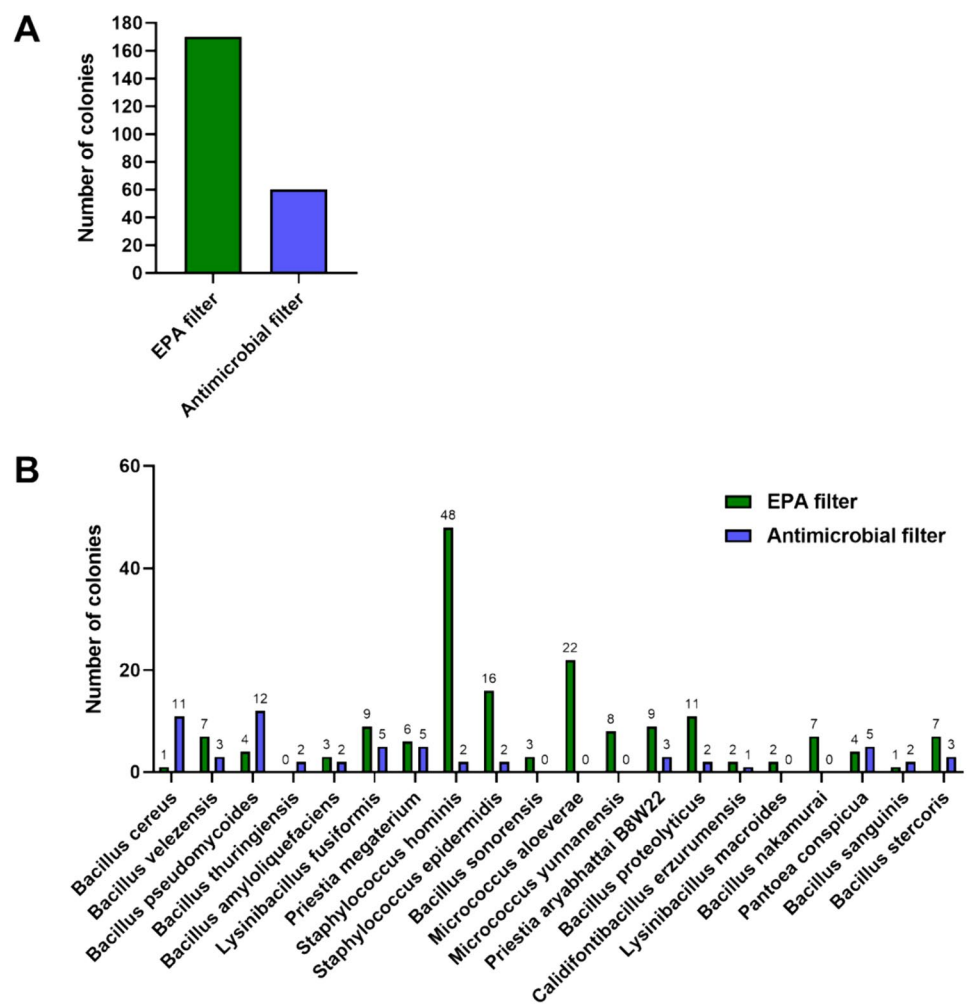 A
Number of colonies
180
160
140
120
100
80
60
40
20
0
EPA filter
Antimicrobial filter
B
Number of colonies
60
40
20
0
EPA filter
Antimicrobial filter
1
11
7
3
4
12
0
2
3
2
9
5
6
5
48
2
16
2
3
0
22
0
8
0
9
3
11
2
2
1
2
0
7
0
4
5
1
2
7
3
Bacillus cereus
Bacillus velezensis
Bacillus pseudomycoides
Bacillus thuringiensis
Bacillus amyloliquefaciens
Lysinibacillus fusiformis
Priestia megaterium
Staphylococcus hominis
Staphylococcus epidermidis
Bacillus sonorensis
Micrococcus aloeverae
Micrococcus yunnanensis
Priestia aryabhattai B8W22
Bacillus proteolyticus
Calidifontibacillus erzurumensis
Lysinibacillus macroides
Bacillus nakamurai
Pantoea conspicua
Bacillus sanguinis
Bacillus stercoris